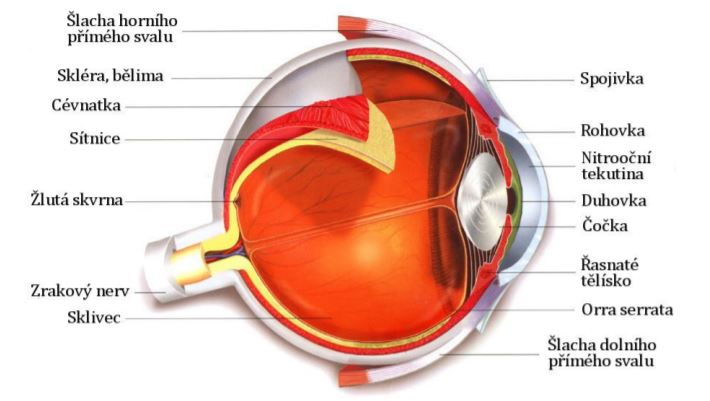 Šlacha horního
přímého svalu
Skléra, bělima
Cévnatka
Sítnice
Žlutá skvrna
Zrakový nerv
Sklivec
Spojivka
Rohovka
Nitrooční
tekutina
Duhovka
Čočka
Řasnaté
tělísko
Orra serrata
Šlacha dolního
přímého svalu